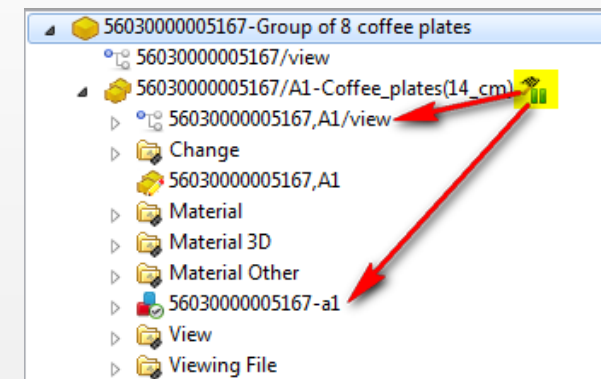 56030000005167-Group of 8 coffee plates
56030000005167/view
56030000005167/A1-Coffee_plates(14_cm)
56030000005167,A1/view
Change
56030000005167,A1
Material
Material 3D
Material Other
56030000005167-a1
View
Viewing File